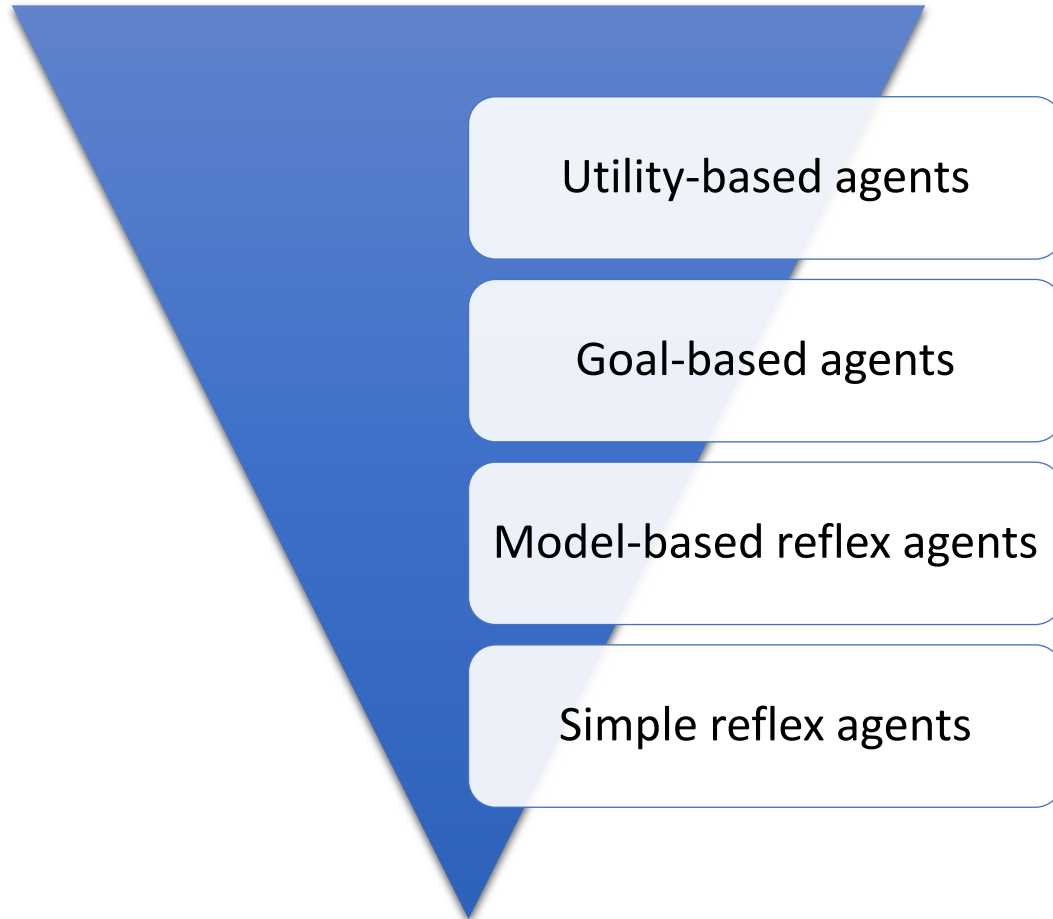 Utility-based agents
Goal-based agents
Model-based reflex agents
Simple reflex agents